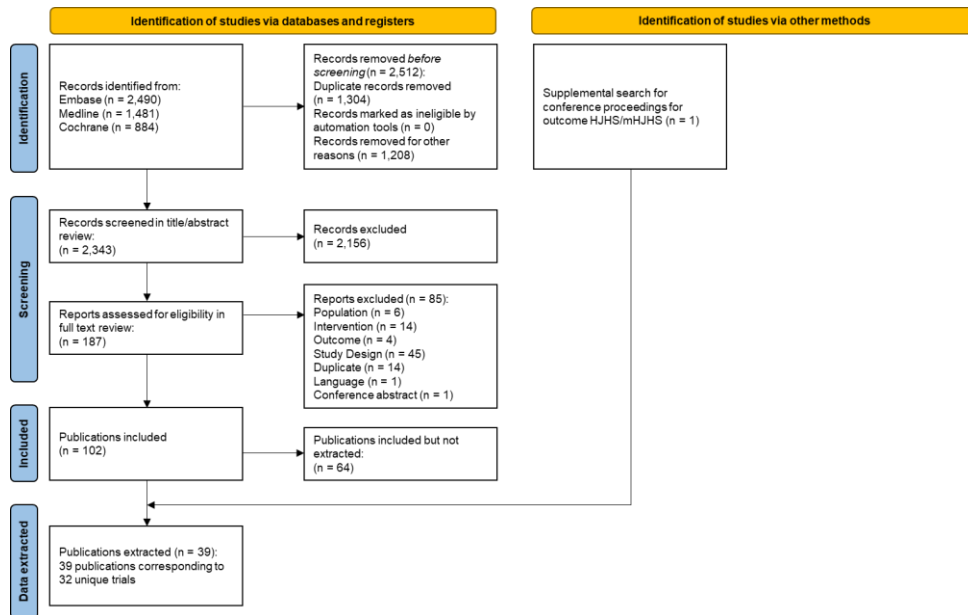 Identification of studies via databases and registers
Identification of studies via other methods
Identification
Records identified from:
Embase (n = 2,490)
Medline (n = 1,481)
Cochrane (n = 884)
Records removed before
screening (n = 2,512):
Duplicate records removed
(n = 1,304)
Records marked as ineligible by
automation tools (n = 0)
Records removed for other
reasons (n = 1,208)
Supplemental search for
conference proceedings for
outcome HJHS/mHJHS (n = 1)
Screening
Records screened in title/abstract
review:
(n = 2,343)
Records excluded
(n = 2,156)
Reports assessed for eligibility in
full text review:
(n = 187)
Reports excluded (n = 85):
Population (n = 6)
Intervention (n = 14)
Outcome (n = 4)
Study Design (n = 45)
Duplicate (n = 14)
Language (n = 1)
Conference abstract (n = 1)
Included
Publications included
(n = 102)
Publications included but not
extracted:
(n = 64)
Data extracted
Publications extracted (n = 39):
39 publications corresponding to
32 unique trials